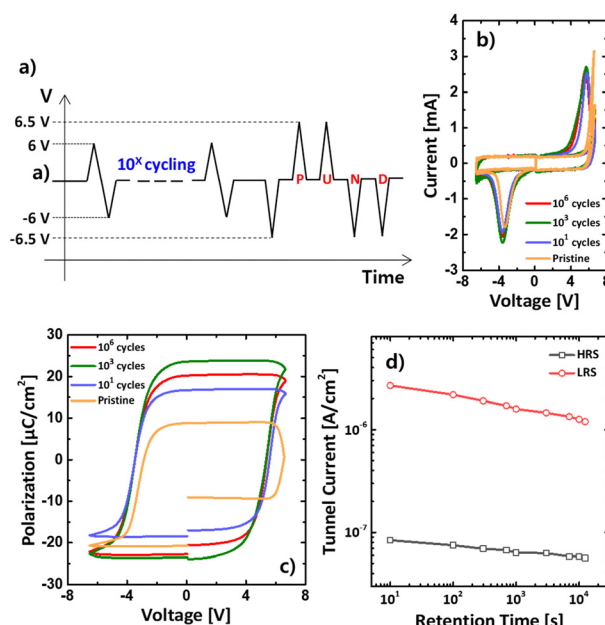 a)
V
6.5 V
6 V
a)
10ˣ cycling
P U N D
-6 V
-6.5 V
Time
b)
Current [mA]
4
3
2
1
0
-1
-2
-3
10⁶ cycles
10³ cycles
10¹ cycles
Pristine
-8 -4 0 4 8
Voltage [V]
Polarization [µC/cm²]
30
20
10
0
-10
-20
-30
10⁶ cycles
10³ cycles
10¹ cycles
Pristine
c)
-8 -4 0 4 8
Voltage [V]
d)
HRS
LRS
Tunnel Current [A/cm²]
10⁻⁶
10⁻⁷
10¹ 10² 10³ 10⁴
Retention Time [s]